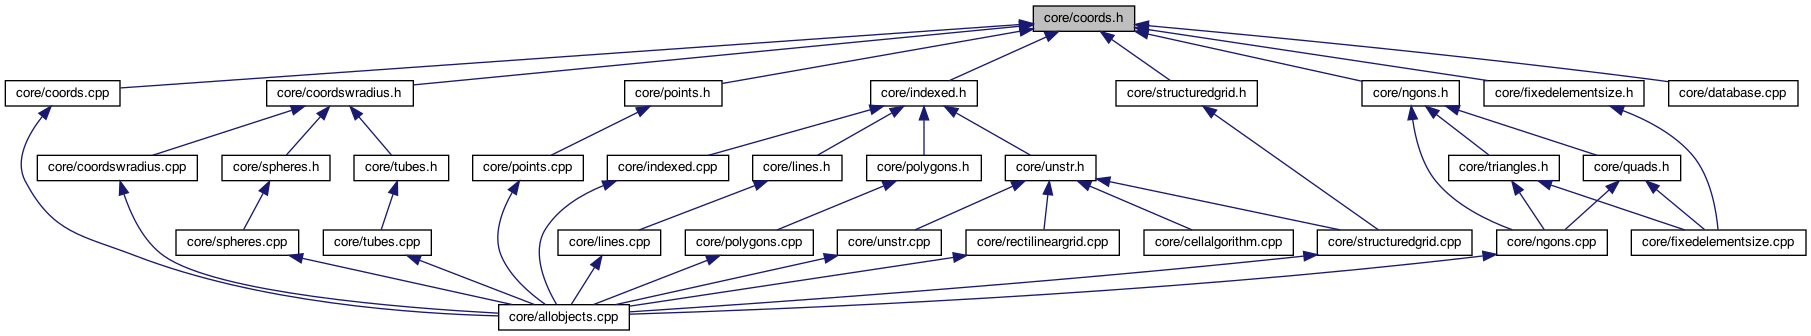 core/coords.h
core/coords.cpp
core/coordswradius.h
core/points.h
core/indexed.h
core/structuredgrid.h
core/ngons.h
core/fixedelementsize.h
core/database.cpp
core/coordswradius.cpp
core/spheres.h
core/tubes.h
core/points.cpp
core/indexed.cpp
core/lines.h
core/polygons.h
core/unstr.h
core/triangles.h
core/quads.h
core/spheres.cpp
core/tubes.cpp
core/lines.cpp
core/polygons.cpp
core/unstr.cpp
core/rectilineargrid.cpp
core/cellalgorithm.cpp
core/structuredgrid.cpp
core/ngons.cpp
core/fixedelementsize.cpp
core/allobjects.cpp